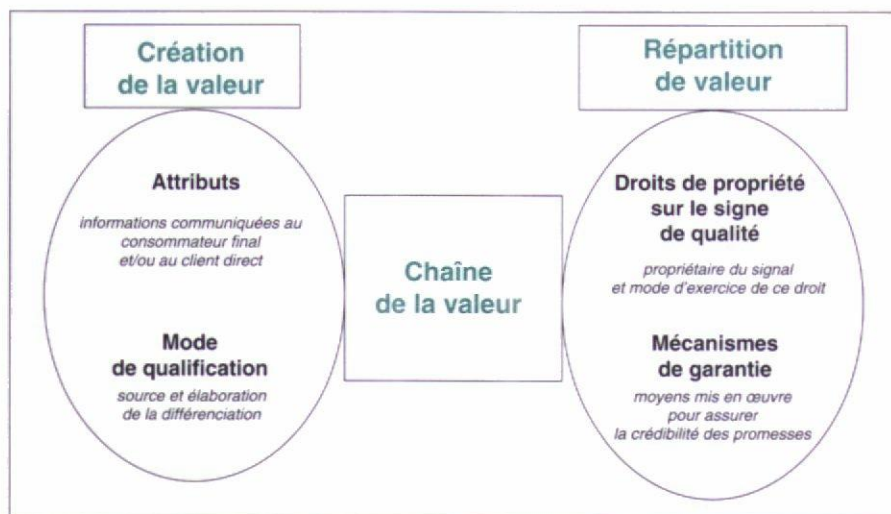 Création
de la valeur
Attributs
informations communiquées au
consommateur final
et/ou au client direct
Mode
de qualification
source et élaboration
de la différenciation
Chaîne
de la valeur
Répartition
de valeur
Droits de propriété
sur le signe
de qualité
propriétaire du signal
et mode d'exercice de ce droit
Mécanismes
de garantie
moyens mis en œuvre
pour assurer
la crédibilité des promesses